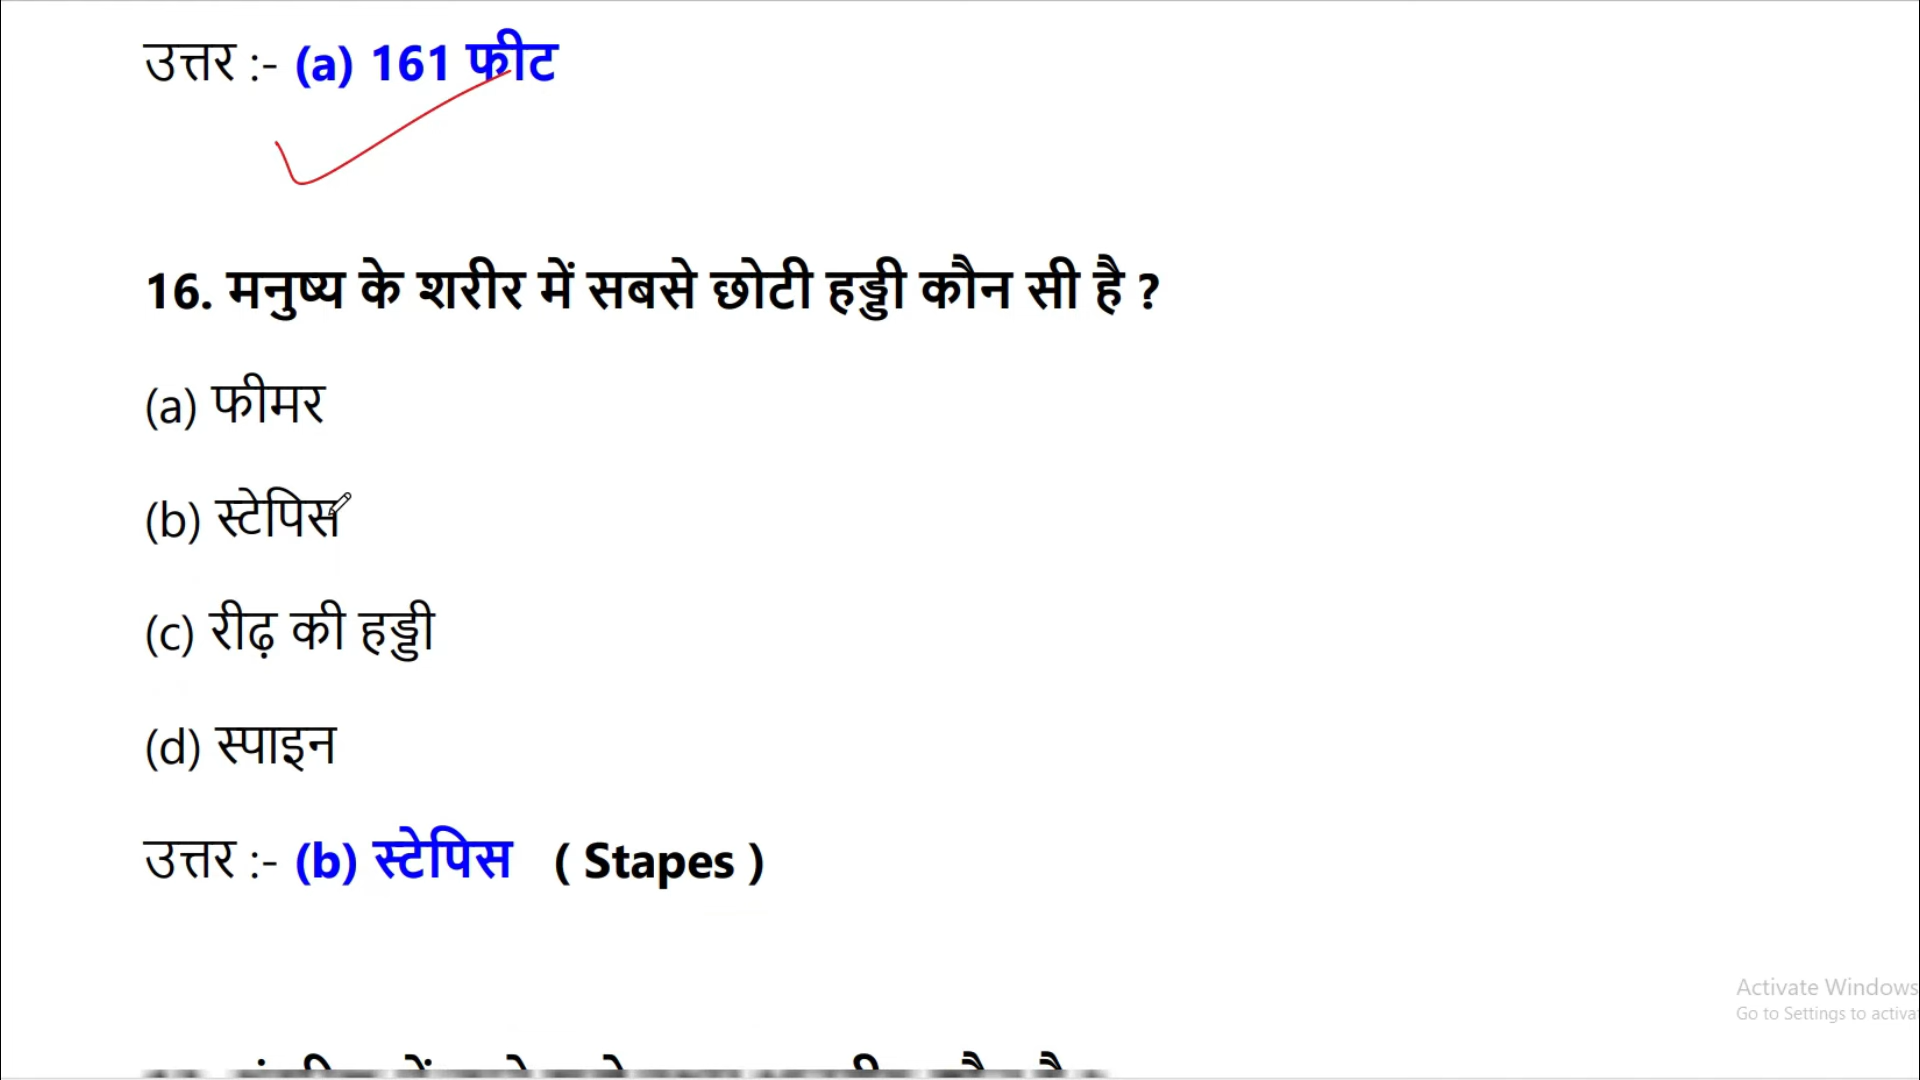 उत्तर :- (a) 161 फीट
16. मनुष्य के शरीर में सबसे छोटी हड्डी कौन सी है ?
(a) फीमर
(b) स्टेपिस
(c) रीढ़ की हड्डी
(d) स्पाइन
उत्तर :- (b) स्टेपिस ( Stapes )
Activate Windows
Go to Settings to activa